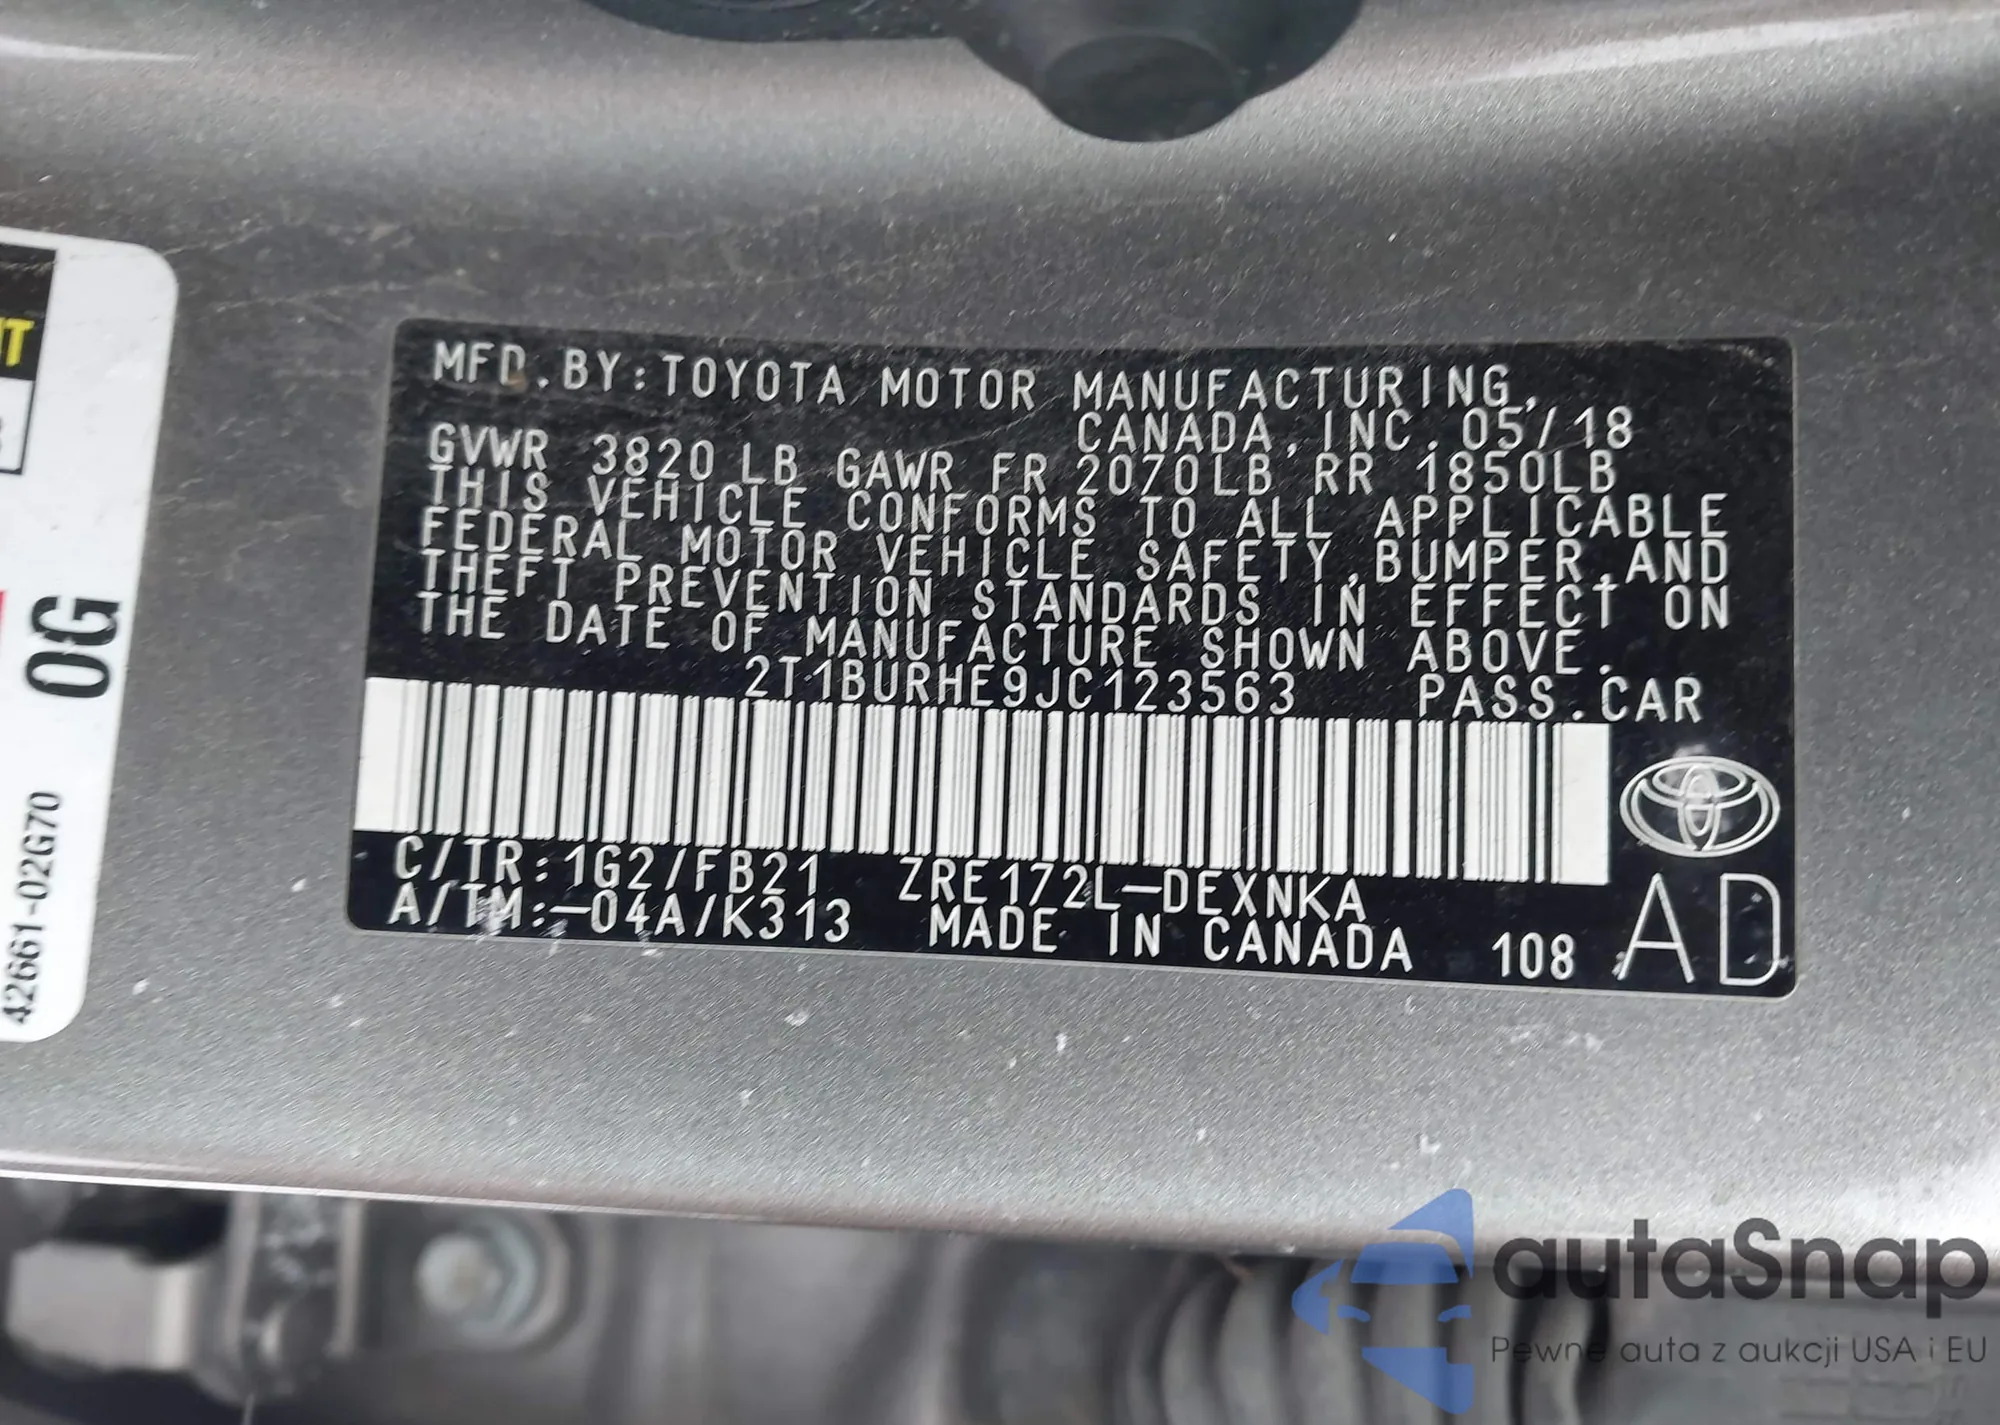 MFD.BY:TOYOTA MOTOR MANUFACTURING,
CANADA,INC. 05/18
GVWR 3820 LB GAWR FR 2070LB RR 1850LB
THIS VEHICLE CONFORMS TO ALL APPLICABLE
FEDERAL MOTOR VEHICLE SAFETY,BUMPER,AND
THEFT PREVENTION STANDARDS IN EFFECT ON
THE DATE OF MANUFACTURE SHOWN ABOVE.
2T1BURHE9JC123563 PASS.CAR
C/TR:1G2/FB21 ZRE172L-DEXNKA
A/TM:-04A/K313 MADE IN CANADA 108 AD
0G
42661-02G70
autaSnap
Pewne auta z aukcji USA i EU